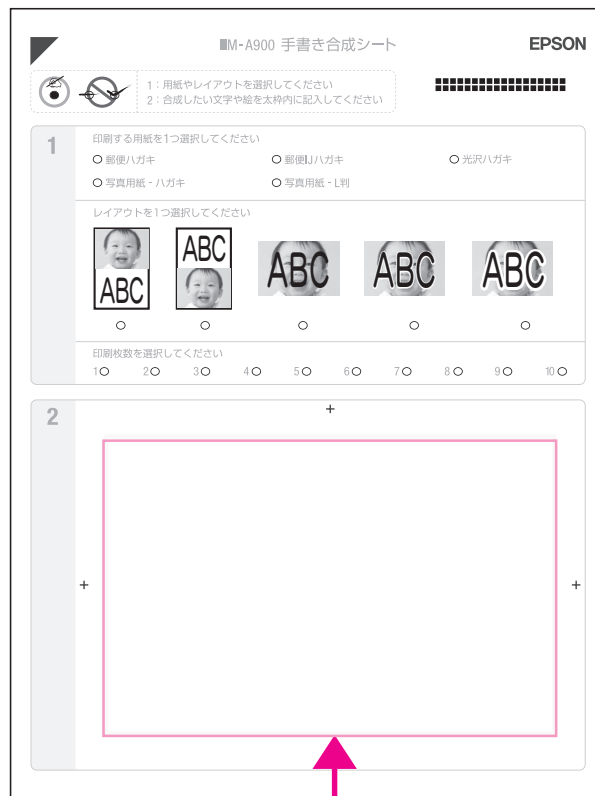 PM-A900 手書き合成シート
EPSON
1：用紙やレイアウトを選択してください
2：合成したい文字や絵を太枠内に記入してください
1
印刷する用紙を1つ選択してください
郵便ハガキ
郵便IJハガキ
光沢ハガキ
写真用紙 - ハガキ
写真用紙 - L判
レイアウトを1つ選択してください
ABC
ABC
ABC
ABC
ABC
印刷枚数を選択してください
1 2 3 4 5 6 7 8 9 10
2